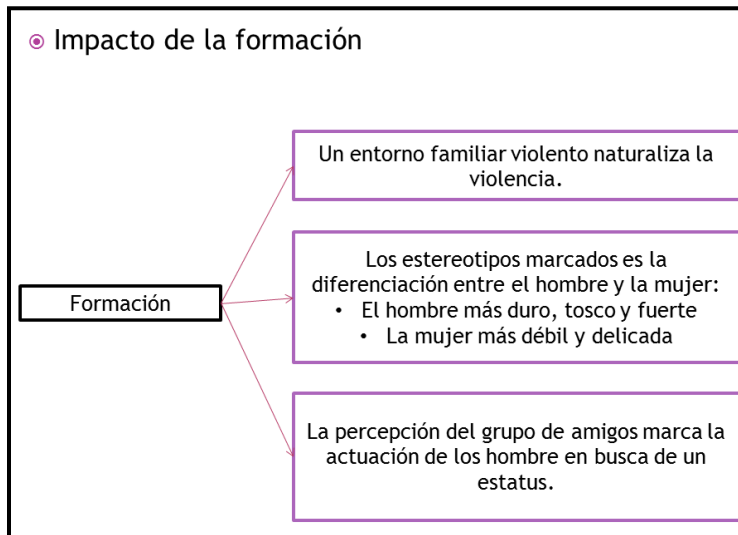 Impacto de la formación
Un entorno familiar violento naturaliza la
violencia.
Los estereotipos marcados es la
diferenciación entre el hombre y la mujer:
• El hombre más duro, tosco y fuerte
• La mujer más débil y delicada
Formación
La percepción del grupo de amigos marca la
actuación de los hombre en busca de un
estatus.